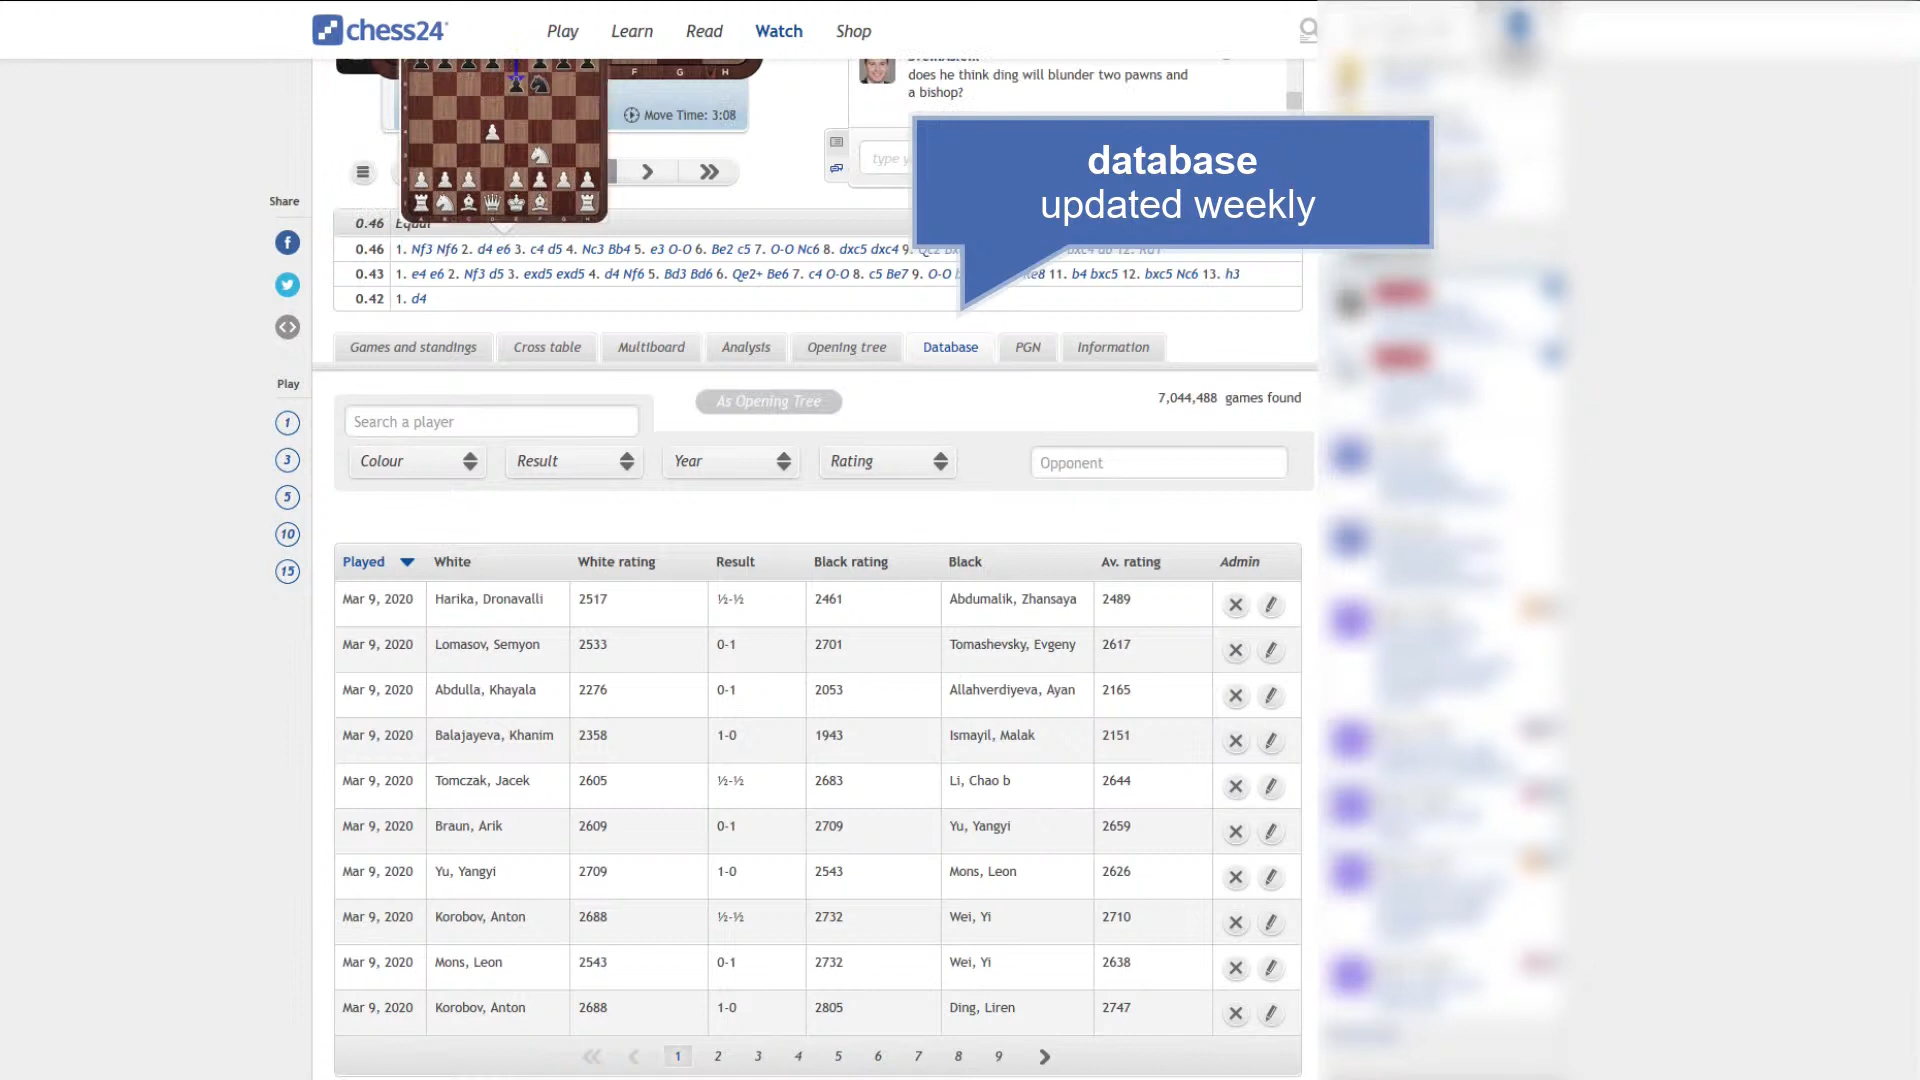 chess24
Play Learn Read Watch Shop
F G H
does he think ding will blunder two pawns and
a bishop?
Move Time: 3:08
type
database
updated weekly
Share
0.46
0.46 1. Nf3 Nf6 2. d4 e6 3. c4 d5 4. Nc3 Bb4 5. e3 O-O 6. Be2 c5 7. O-O Nc6 8. dxc5 dxc4 9.
0.43 1. e4 e6 2. Nf3 d5 3. exd5 exd5 4. d4 Nf6 5. Bd3 Bd6 6. Qe2+ Be6 7. c4 O-O 8. c5 Be7 9. O-O 11. b4 bxc5 12. bxc5 Nc6 13. h3
0.42 1. d4
Games and standings Cross table Multiboard Analysis Opening tree Database PGN Information
Play
As Opening Tree
7,044,488 games found
Search a player
1
Colour Result Year Rating Opponent
3
5
10
15
Played White White rating Result Black rating Black Av. rating Admin
Mar 9, 2020 Harika, Dronavalli 2517 ½-½ 2461 Abdumalik, Zhansaya 2489
Mar 9, 2020 Lomasov, Semyon 2533 0-1 2701 Tomashevsky, Evgeny 2617
Mar 9, 2020 Abdulla, Khayala 2276 0-1 2053 Allahverdiyeva, Ayan 2165
Mar 9, 2020 Balajayeva, Khanim 2358 1-0 1943 Ismayil, Malak 2151
Mar 9, 2020 Tomczak, Jacek 2605 ½-½ 2683 Li, Chao b 2644
Mar 9, 2020 Braun, Arik 2609 0-1 2709 Yu, Yangyi 2659
Mar 9, 2020 Yu, Yangyi 2709 1-0 2543 Mons, Leon 2626
Mar 9, 2020 Korobov, Anton 2688 ½-½ 2732 Wei, Yi 2710
Mar 9, 2020 Mons, Leon 2543 0-1 2732 Wei, Yi 2638
Mar 9, 2020 Korobov, Anton 2688 1-0 2805 Ding, Liren 2747
1 2 3 4 5 6 7 8 9